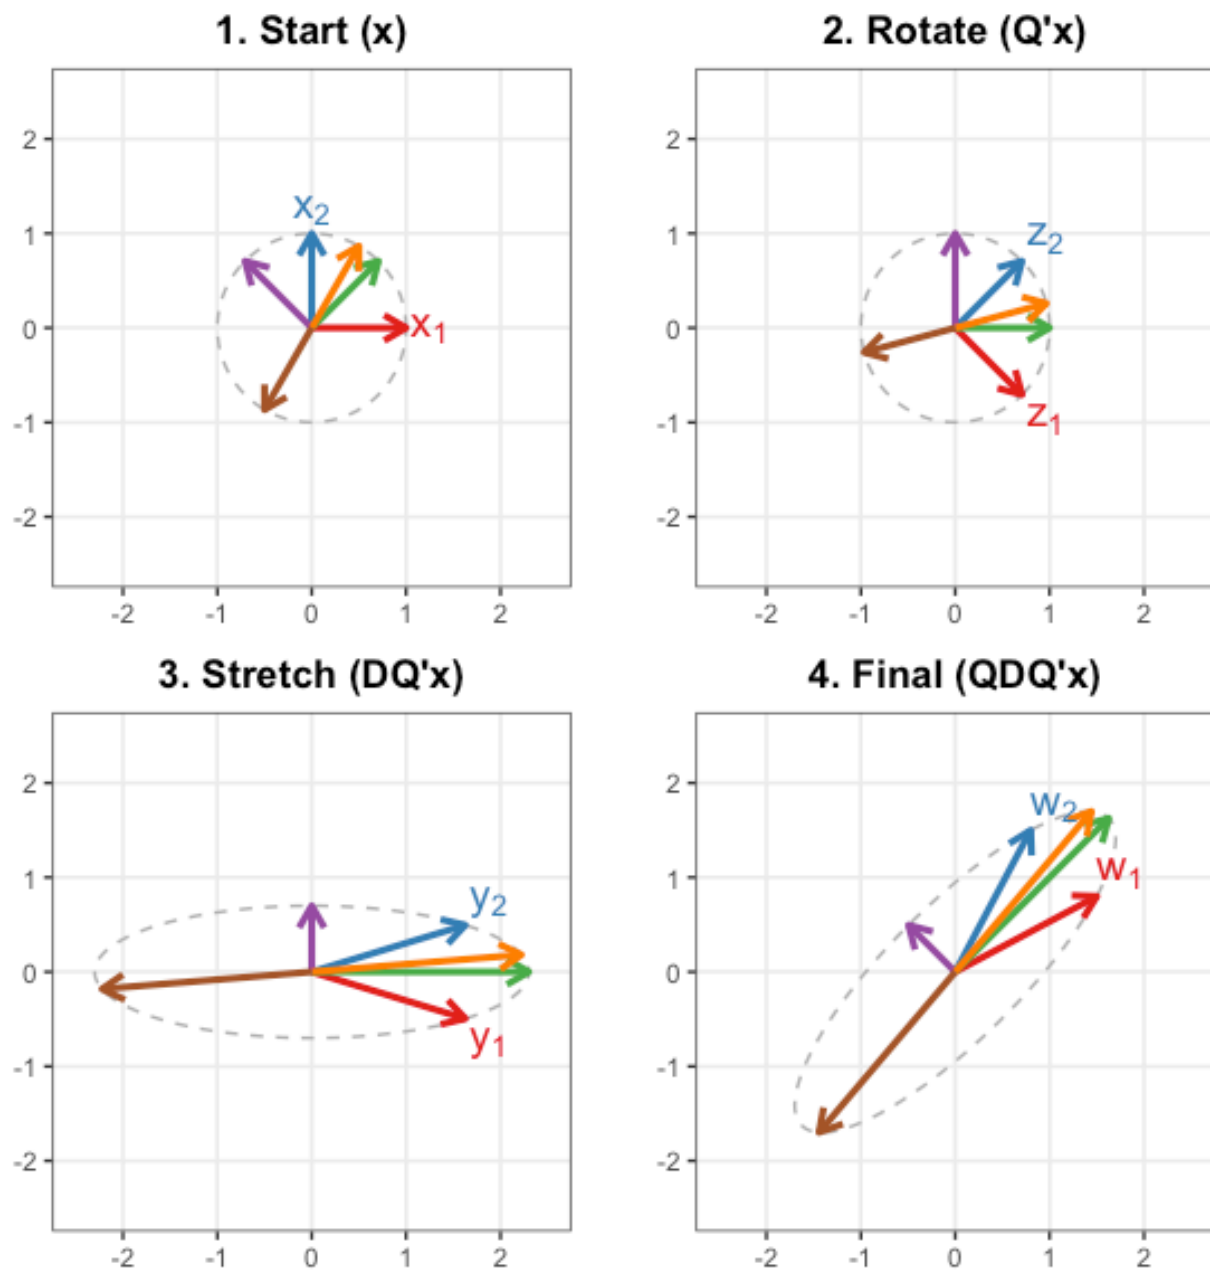 1. Start (x)
2
1
0
-1
-2
x₂
x₁
-2 -1 0 1 2
2. Rotate (Q'x)
2
1
0
-1
-2
z₂
z₁
-2 -1 0 1 2
3. Stretch (DQ'x)
2
1
0
-1
-2
y₂
y₁
-2 -1 0 1 2
4. Final (QDQ'x)
2
1
0
-1
-2
w₂
w₁
-2 -1 0 1 2